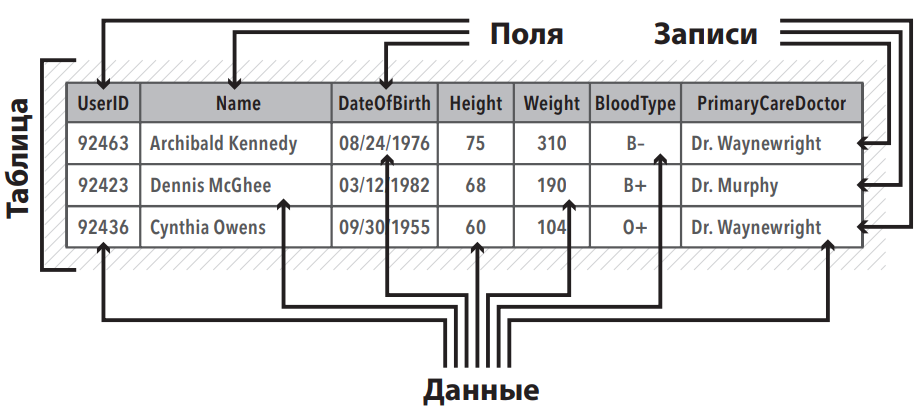 Поля Записи
Таблица
UserID Name DateOfBirth Height Weight BloodType PrimaryCareDoctor
92463 Archibald Kennedy 08/24/1976 75 310 B– Dr. Waynewright
92423 Dennis McGhee 03/12/1982 68 190 B+ Dr. Murphy
92436 Cynthia Owens 09/30/1955 60 104 O+ Dr. Waynewright
Данные